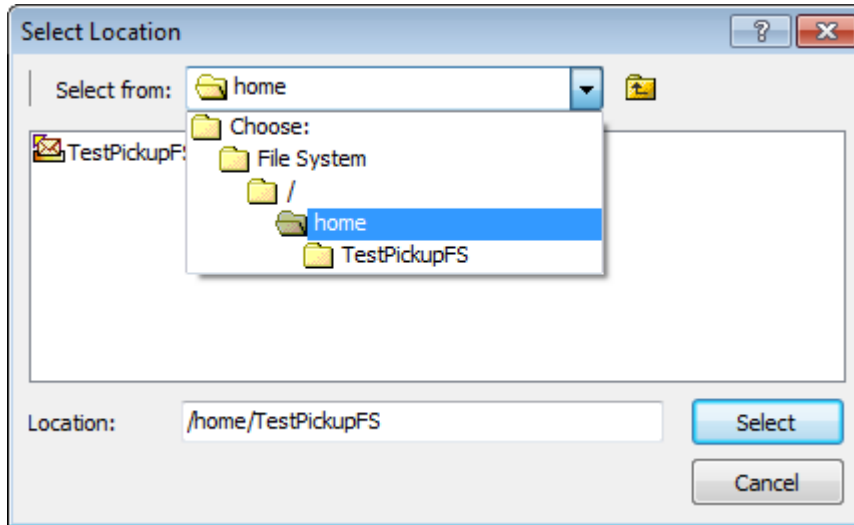 Select Location
Select from: home
Choose:
File System
/
home
TestPickupFS
TestPickupFS
Location: /home/TestPickupFS
Select
Cancel